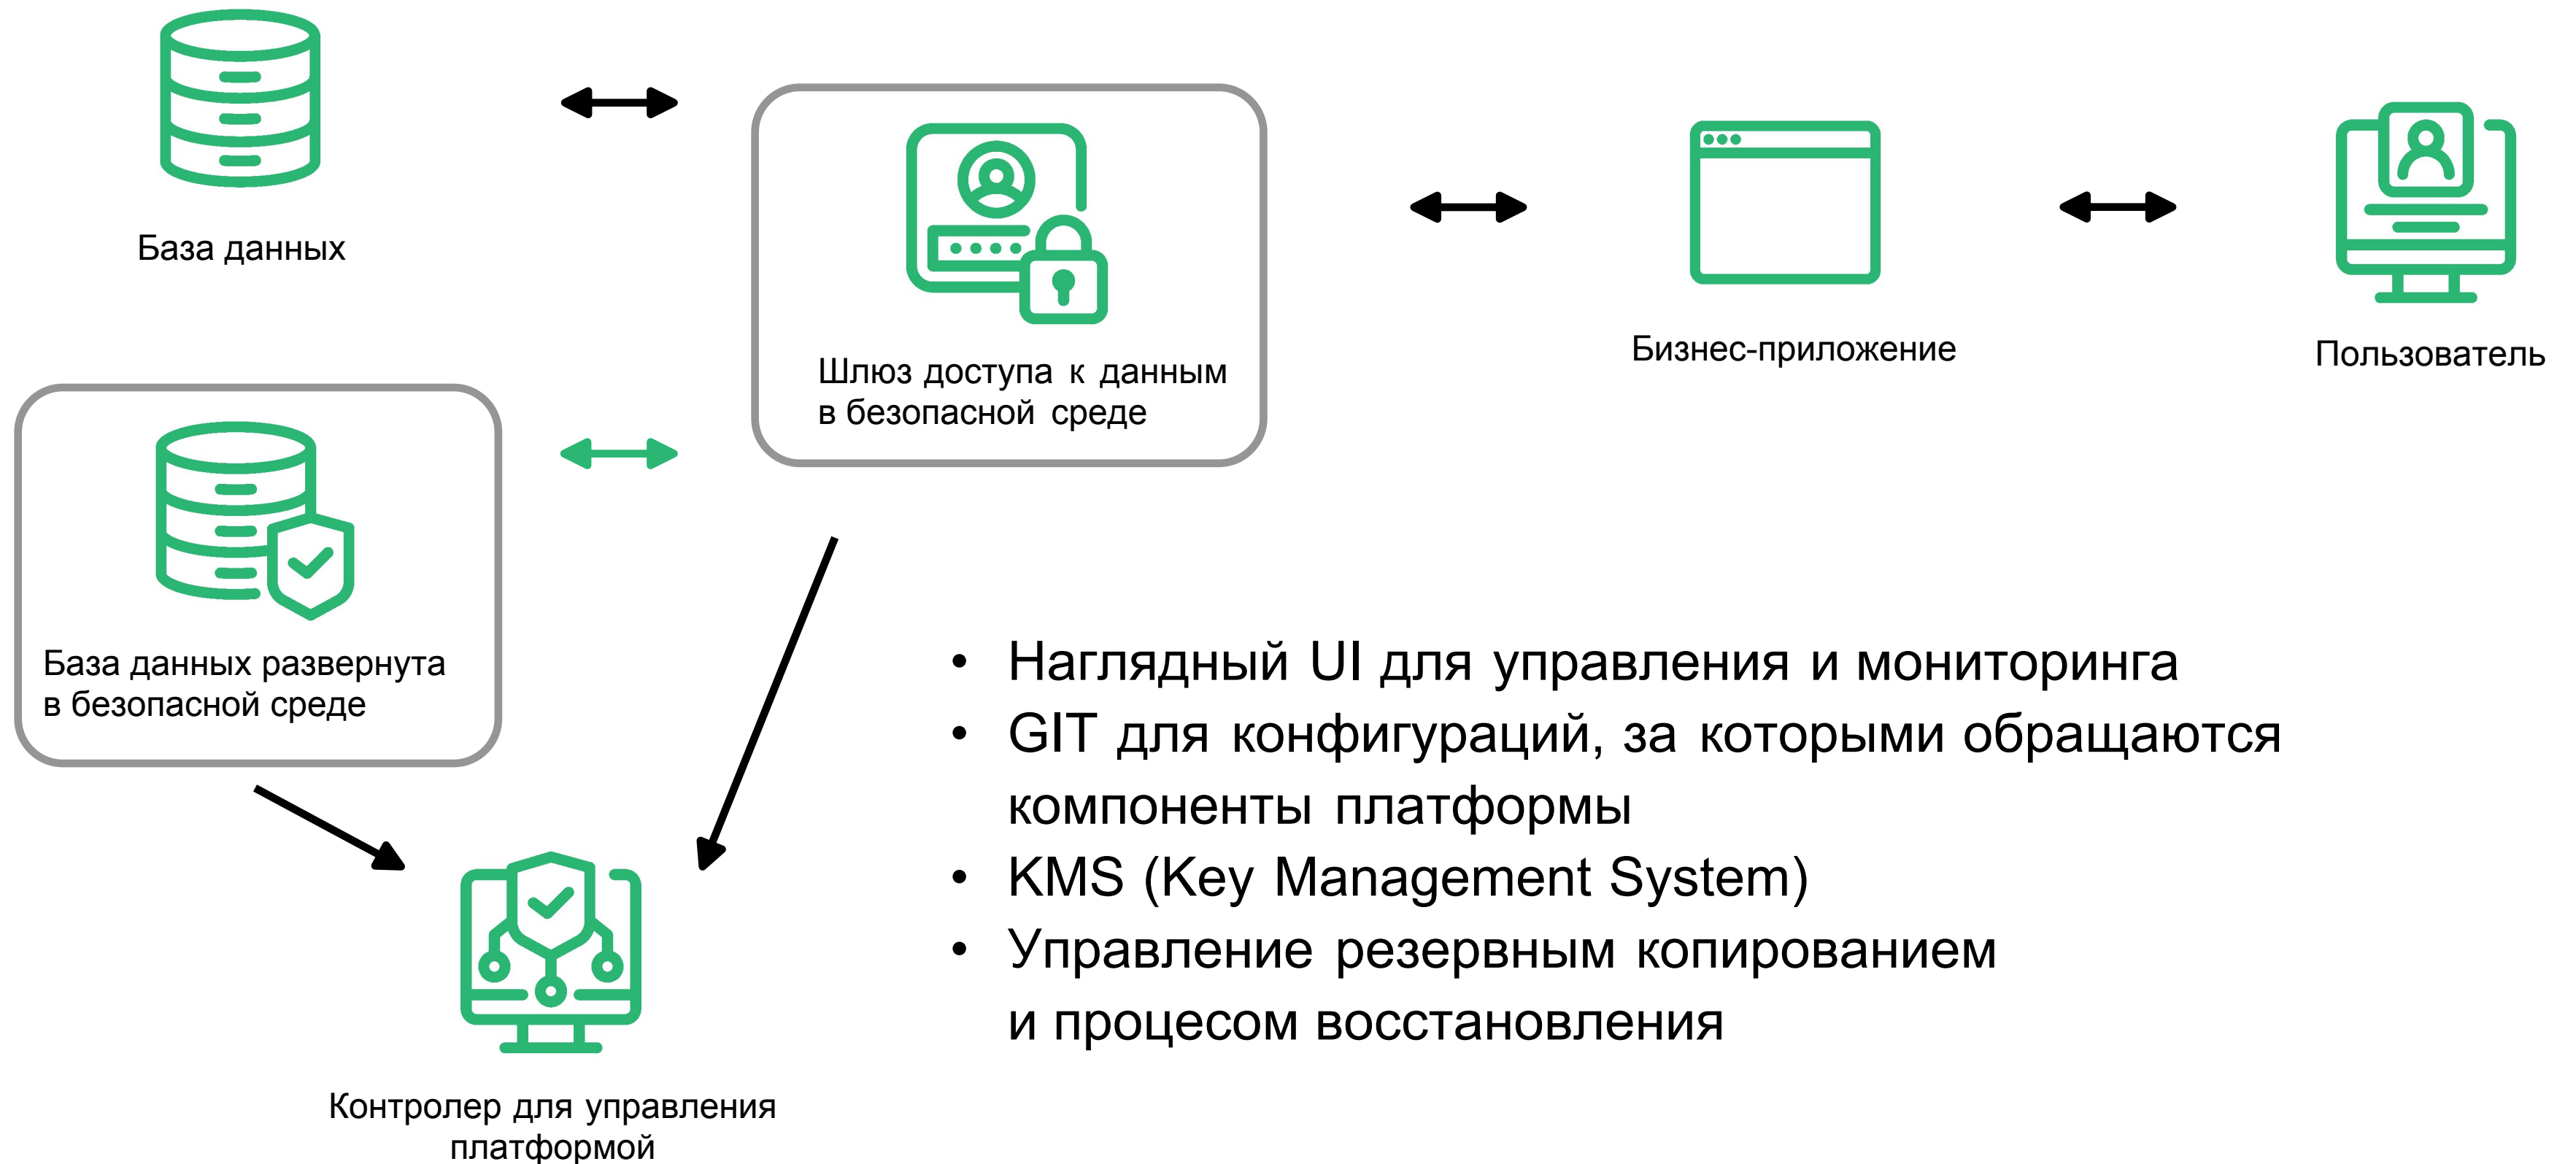 База данных
Шлюз доступа к данным
в безопасной среде
Бизнес-приложение
Пользователь
База данных развернута
в безопасной среде
• Наглядный UI для управления и мониторинга
• GIT для конфигураций, за которыми обращаются
компоненты платформы
• KMS (Key Management System)
• Управление резервным копированием
и процесом восстановления
Контролер для управления
платформой